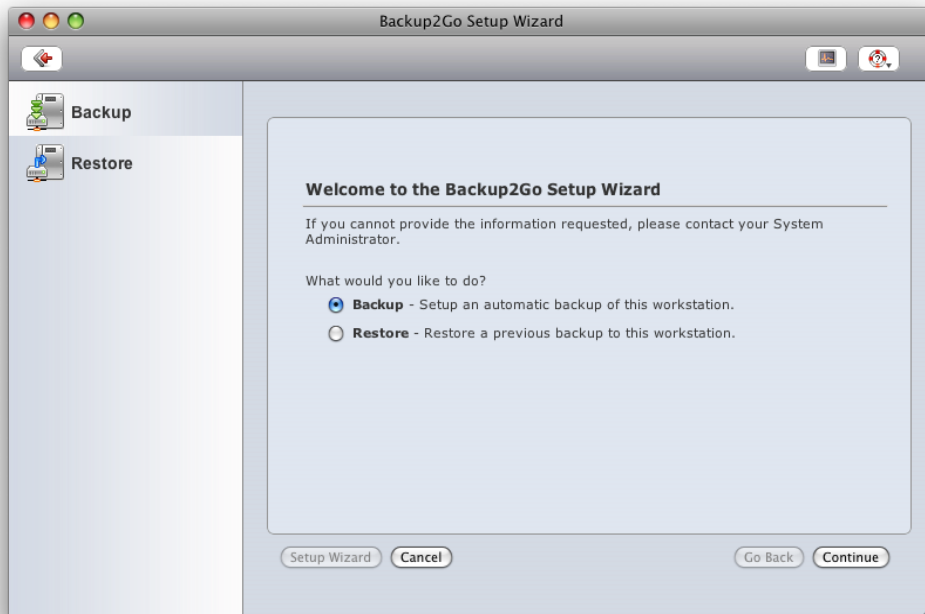 Backup2Go Setup Wizard
Backup
Restore
Welcome to the Backup2Go Setup Wizard
If you cannot provide the information requested, please contact your System
Administrator.
What would you like to do?
Backup - Setup an automatic backup of this workstation.
Restore - Restore a previous backup to this workstation.
Setup Wizard
Cancel
Go Back
Continue